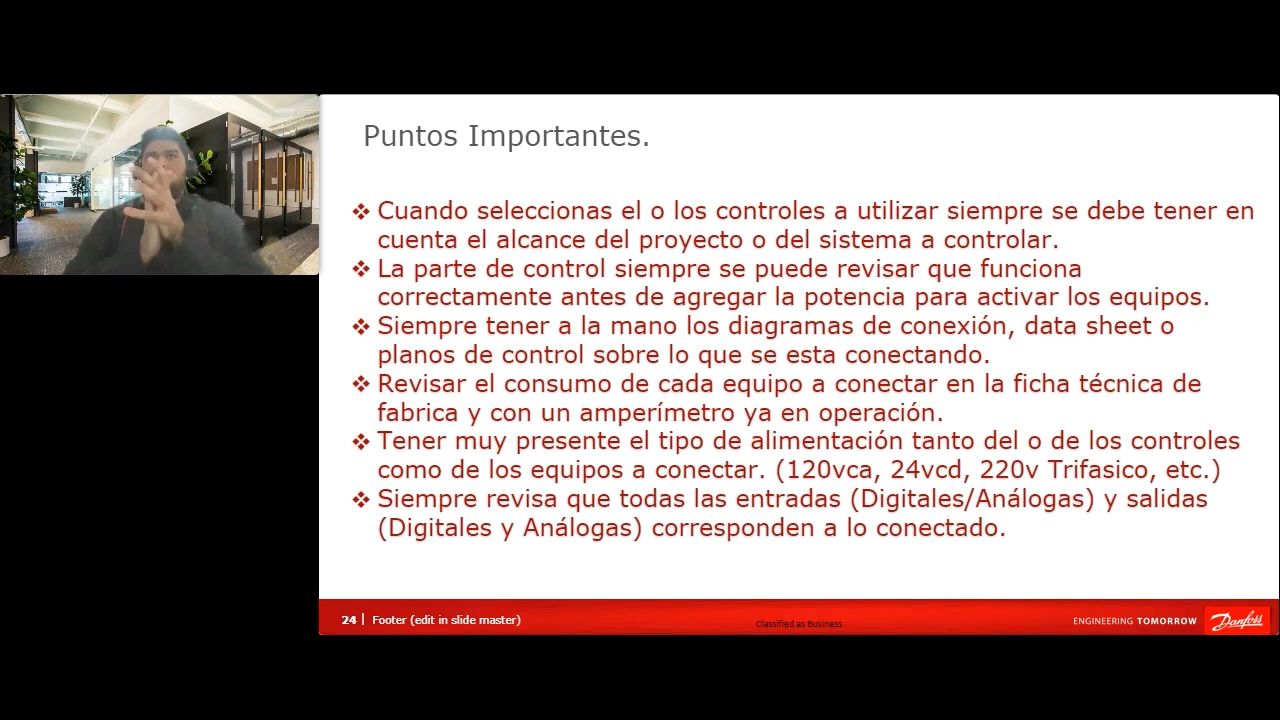 Puntos Importantes.
❖ Cuando seleccionas el o los controles a utilizar siempre se debe tener en
cuenta el alcance del proyecto o del sistema a controlar.
❖ La parte de control siempre se puede revisar que funciona
correctamente antes de agregar la potencia para activar los equipos.
❖ Siempre tener a la mano los diagramas de conexión, data sheet o
planos de control sobre lo que se esta conectando.
❖ Revisar el consumo de cada equipo a conectar en la ficha técnica de
fabrica y con un amperímetro ya en operación.
❖ Tener muy presente el tipo de alimentación tanto del o de los controles
como de los equipos a conectar. (120vca, 24vcd, 220v Trifasico, etc.)
❖ Siempre revisa que todas las entradas (Digitales/Análogas) y salidas
(Digitales y Análogas) corresponden a lo conectado.
24 | Footer (edit in slide master)
Classified as Business
ENGINEERING TOMORROW
Danfoss